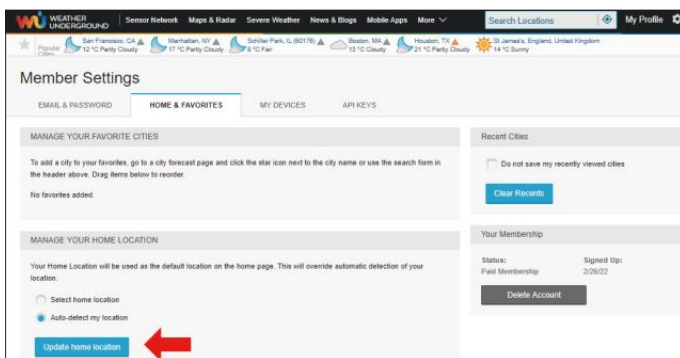 WEATHER UNDERGROUND
Sensor Network Maps & Radar Severe Weather News & Blogs Mobile Apps More Search Locations My Profile
Popular Cities
San Francisco, CA
12 °C Partly Cloudy
Manhattan, NY
17 °C Partly Cloudy
Schiller Park, IL (60176)
8 °C Fair
Boston, MA
13 °C Cloudy
Houston, TX
21 °C Partly Cloudy
St James's, England, United Kingdom
14 °C Sunny
Member Settings
EMAIL & PASSWORD HOME & FAVORITES MY DEVICES API KEYS
MANAGE YOUR FAVORITE CITIES
To add a city to your favorites, go to a city forecast page and click the star icon next to the city name or use the search form in
the header above. Drag items below to reorder.
No favorites added.
MANAGE YOUR HOME LOCATION
Your Home Location will be used as the default location on the home page. This will override automatic detection of your
location.
Select home location
Auto-detect my location
Update home location
Recent Cities
Do not save my recently viewed cities
Clear Recents
Your Membership
Status: Signed Up:
Paid Membership 2/26/22
Delete Account